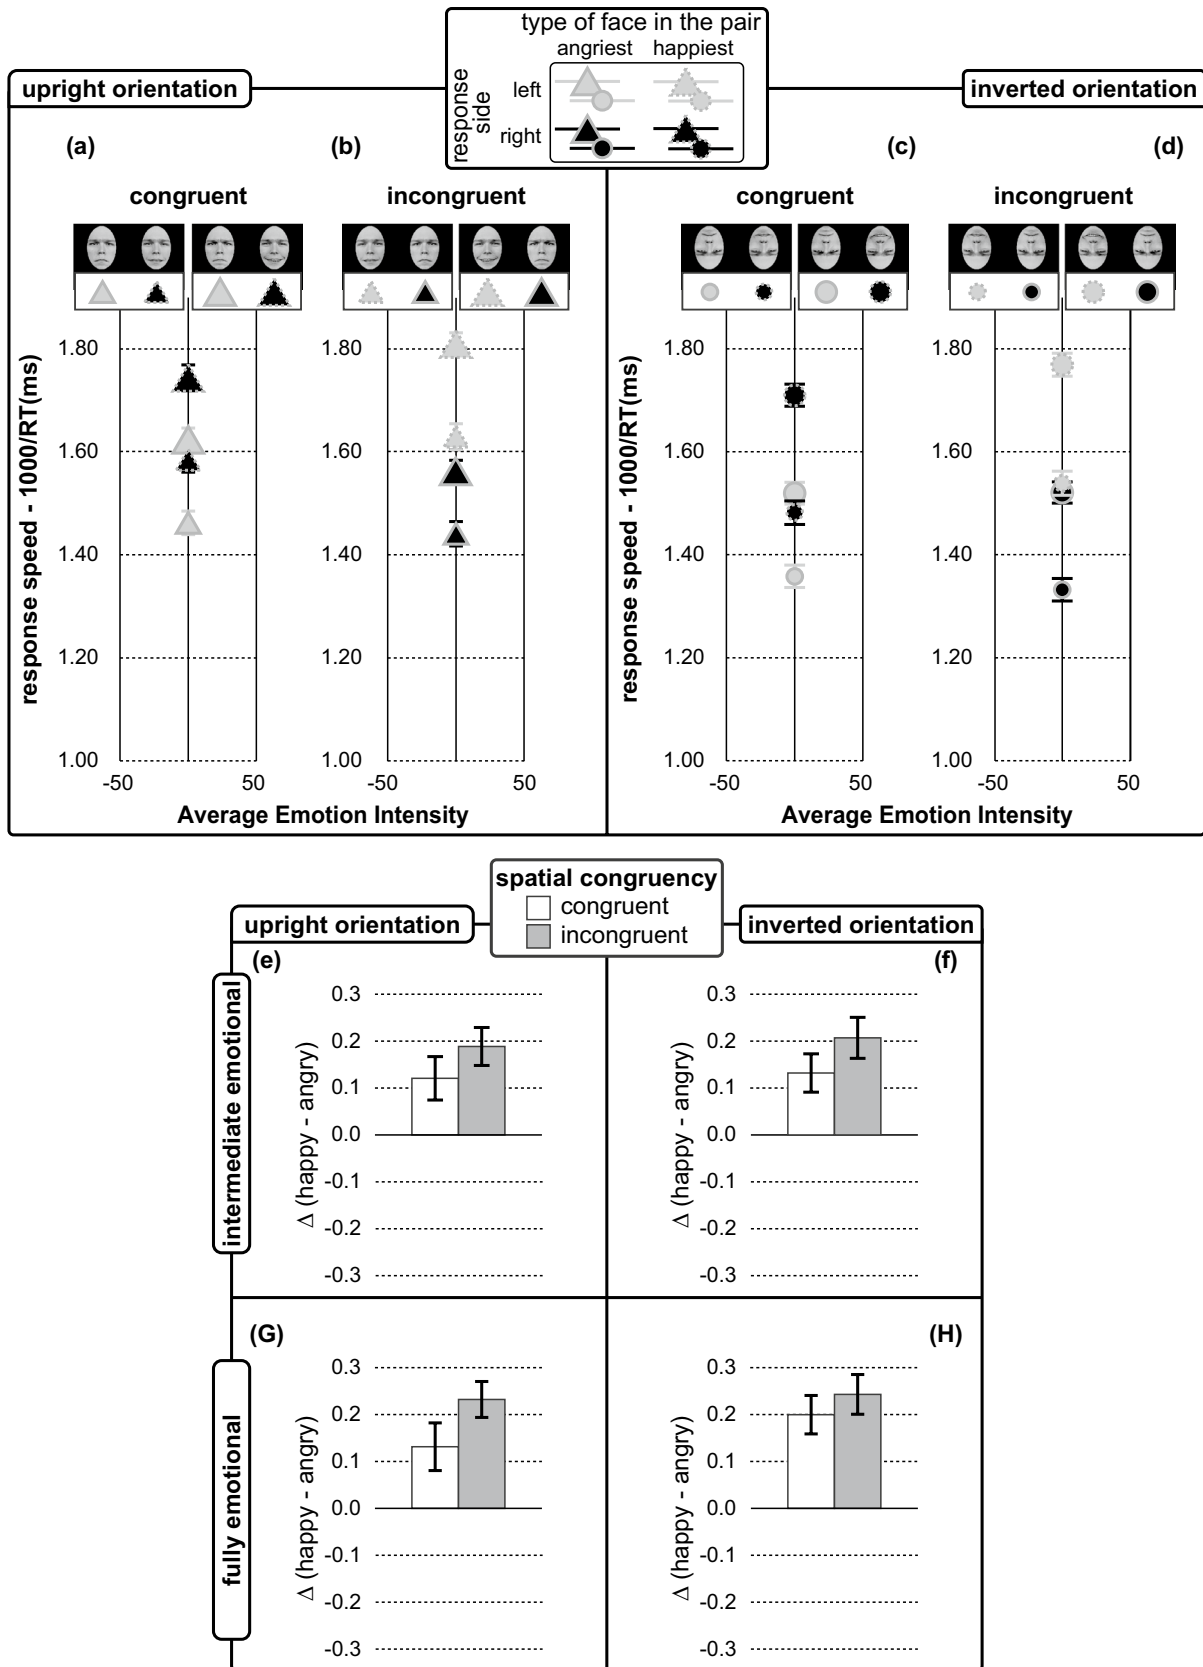 type of face in the pair
angriest happiest
response side
left
right
upright orientation
inverted orientation
(a)
(b)
(c)
(d)
congruent
incongruent
congruent
incongruent
response speed - 1000/RT(ms)
1.80
1.60
1.40
1.20
1.00
-50 50
1.80
1.60
1.40
1.20
1.00
-50 50
Average Emotion Intensity
response speed - 1000/RT(ms)
1.80
1.60
1.40
1.20
1.00
-50 50
1.80
1.60
1.40
1.20
1.00
-50 50
Average Emotion Intensity
spatial congruency
congruent
incongruent
upright orientation
inverted orientation
intermediate emotional
(e)
Δ (happy - angry)
0.3
0.2
0.1
0.0
-0.1
-0.2
-0.3
(f)
Δ (happy - angry)
0.3
0.2
0.1
0.0
-0.1
-0.2
-0.3
fully emotional
(G)
Δ (happy - angry)
0.3
0.2
0.1
0.0
-0.1
-0.2
-0.3
(H)
Δ (happy - angry)
0.3
0.2
0.1
0.0
-0.1
-0.2
-0.3